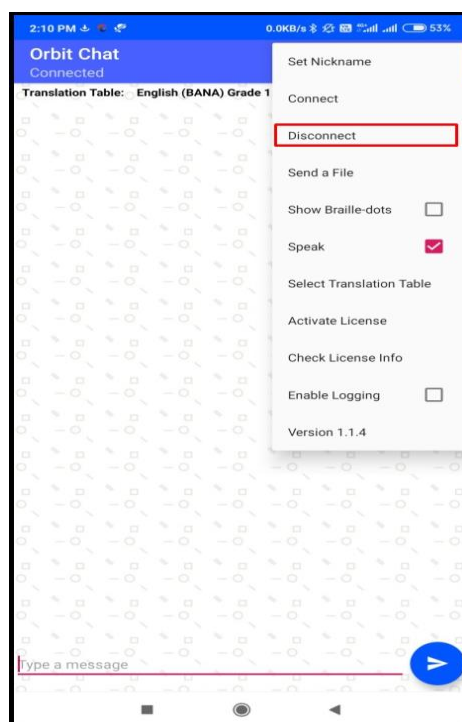 2:10 PM
0.0KB/s
53%
Orbit Chat
Connected
Translation Table: English (BANA) Grade 1
Set Nickname
Connect
Disconnect
Send a File
Show Braille-dots
Speak
Select Translation Table
Activate License
Check License Info
Enable Logging
Version 1.1.4
Type a message